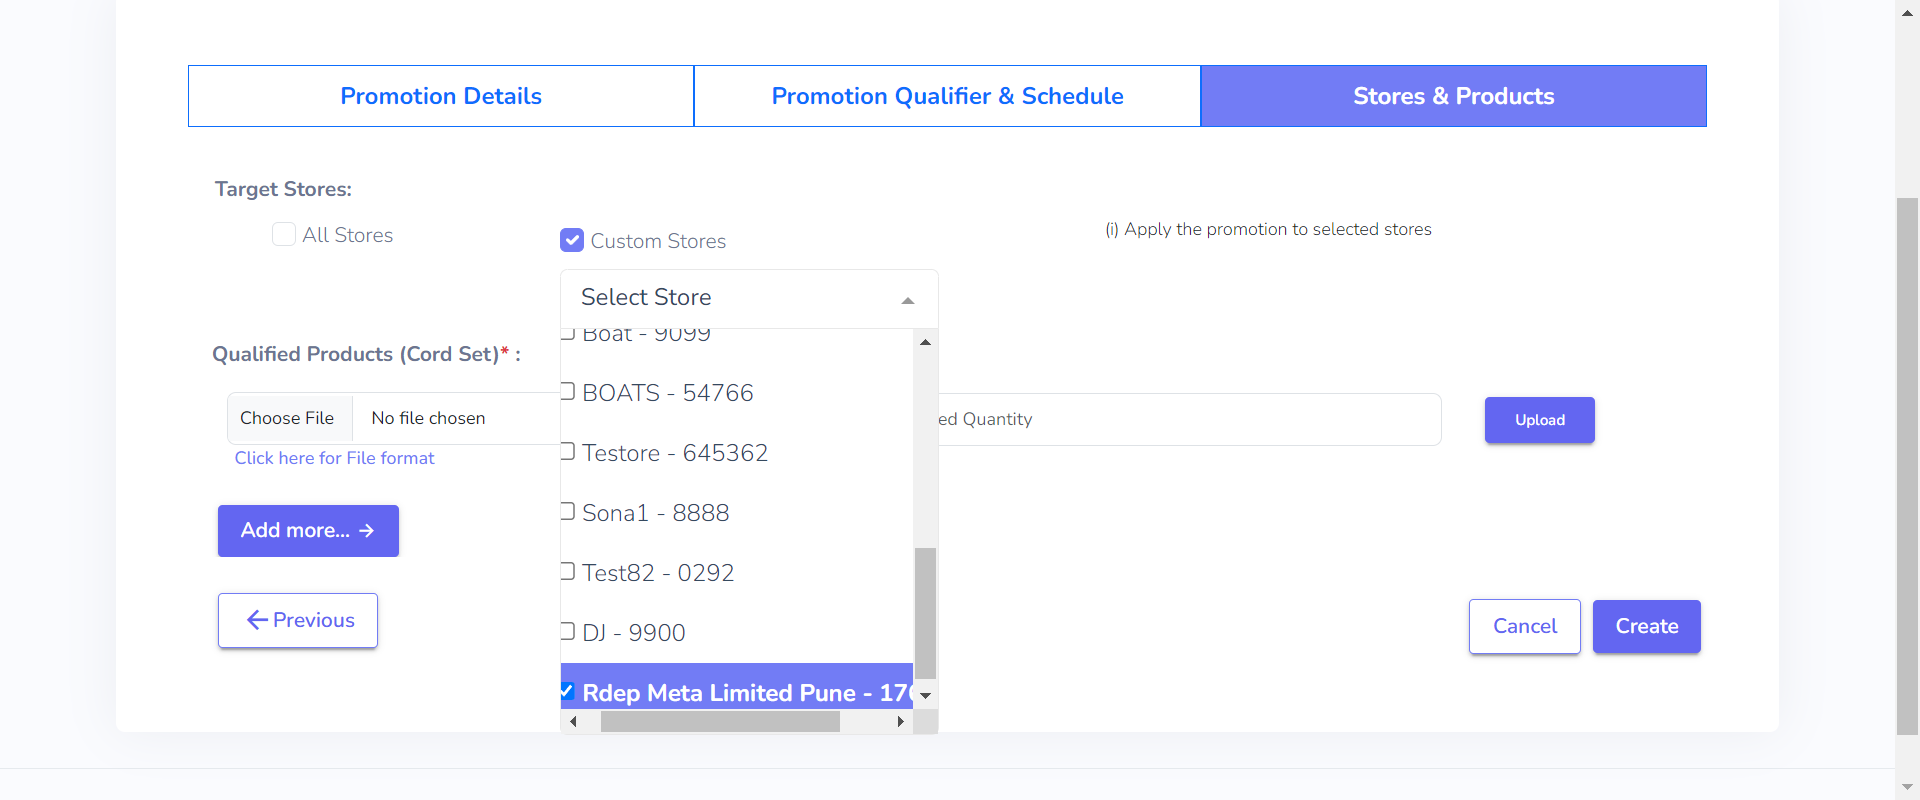 Promotion Details
Promotion Qualifier & Schedule
Stores & Products
Target Stores:
All Stores
Custom Stores
(i) Apply the promotion to selected stores
Select Store
Boat - 9099
Qualified Products (Cord Set)* :
BOATS - 54766
Choose File No file chosen
ed Quantity
Upload
Click here for File format
Testore - 645362
Sona1 - 8888
Add more...
Test82 - 0292
Previous
DJ - 9900
Cancel
Create
Rdep Meta Limited Pune - 176